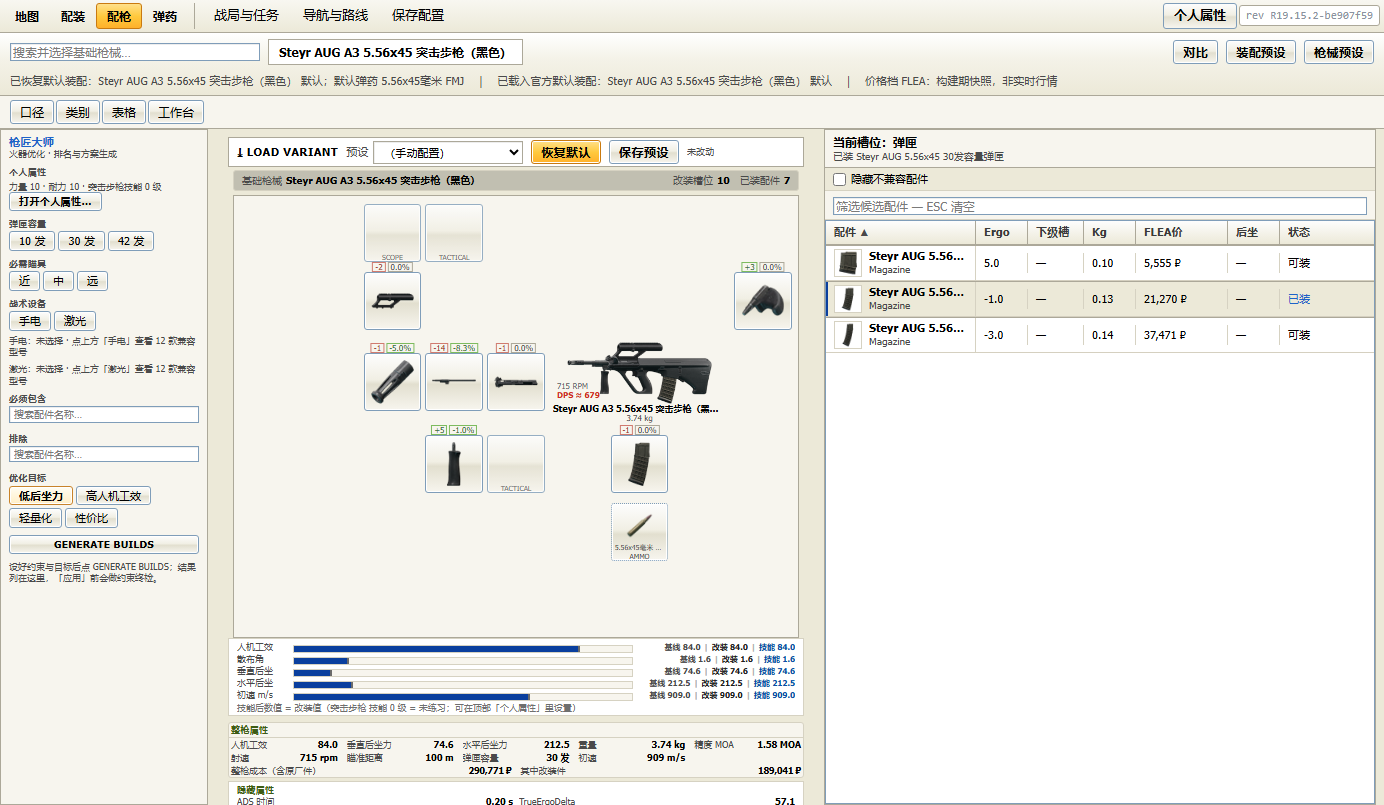 地图 配装 配枪 弹药 战局与任务 导航与路线 保存配置 个人属性 rev R19.15.2-be907f59
搜索并选择基础枪械... Steyr AUG A3 5.56x45 突击步枪（黑色） 对比 装配预设 枪械预设
已恢复默认装配：Steyr AUG A3 5.56x45 突击步枪（黑色） 默认；默认弹药 5.56x45毫米 FMJ | 已载入官方默认装配：Steyr AUG A3 5.56x45 突击步枪（黑色） 默认 | 价格档 FLEA：构建期快照，非实时行情
口径 类别 表格 工作台
枪匠大师
火器优化 · 排名与方案生成
个人属性
力量 10 · 耐力 10 · 突击步枪技能 0 级
打开个人属性...
弹匣容量
10 发 30 发 42 发
必需瞄具
近 中 远
战术设备
手电 激光
手电：未选择 · 点上方「手电」查看 12 款兼容型号
激光：未选择 · 点上方「激光」查看 12 款兼容型号
必须包含
搜索配件名称...
排除
搜索配件名称...
优化目标
低后坐力 高人机工效
轻量化 性价比
GENERATE BUILDS
设好约束与目标后点 GENERATE BUILDS；结果列在这里，「应用」前会做约束终检。
⤓ LOAD VARIANT 预设 （手动配置） 恢复默认 保存预设 未改动
基础枪械 Steyr AUG A3 5.56x45 突击步枪（黑色） 改装槽位 10 已装配件 7
SCOPE TACTICAL
-2 0.0% +3 0.0%
-1 -5.0% -14 -8.3% -1 0.0%
715 RPM
DPS ≈ 679
Steyr AUG A3 5.56x45 突击步枪（黑...
3.74 kg
+5 -1.0% -1 0.0%
TACTICAL
5.56x45毫米 ...
AMMO
人机工效 基线 84.0 | 改装 84.0 | 技能 84.0
散布角 基线 1.6 | 改装 1.6 | 技能 1.6
垂直后坐 基线 74.6 | 改装 74.6 | 技能 74.6
水平后坐 基线 212.5 | 改装 212.5 | 技能 212.5
初速 m/s 基线 909.0 | 改装 909.0 | 技能 909.0
技能后数值 = 改装值（突击步枪 技能 0 级 = 未练习；可在顶部「个人属性」里设置）
整枪属性
人机工效 84.0 垂直后坐力 74.6 水平后坐力 212.5 重量 3.74 kg 精度 MOA 1.58 MOA
射速 715 rpm 瞄准距离 100 m 弹匣容量 30 发 初速 909 m/s
整枪成本（含原厂件） 290,771 ₽ 其中改装件 189,041 ₽
隐藏属性
ADS 时间 0.20 s TrueErgoDelta 57.1
当前槽位：弹匣
已装 Steyr AUG 5.56x45 30发容量弹匣
隐藏不兼容配件
筛选候选配件 — ESC 清空
配件 ▲ Ergo 下级槽 Kg FLEA价 后坐 状态
Steyr AUG 5.56... 5.0 — 0.10 5,555 ₽ — 可装
Magazine
Steyr AUG 5.56... -1.0 — 0.13 21,270 ₽ — 已装
Magazine
Steyr AUG 5.56... -3.0 — 0.14 37,471 ₽ — 可装
Magazine